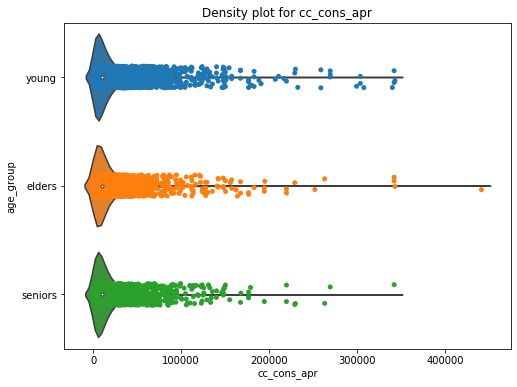 Density plot for cc_cons_apr
young
elders
seniors
age_group
0 100000 200000 300000 400000
cc_cons_apr